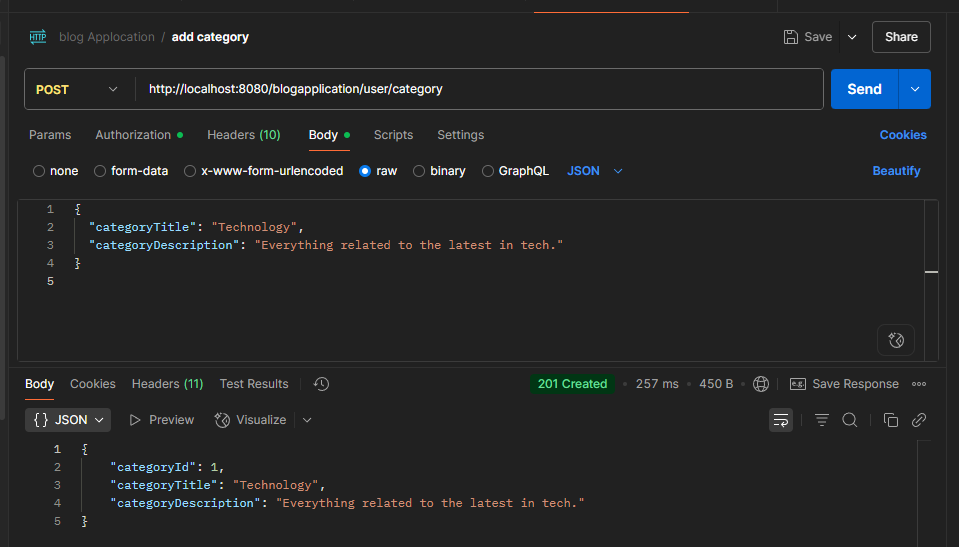 HTTP blog Applocation / add category Save Share
POST http://localhost:8080/blogapplication/user/category Send
Params Authorization Headers (10) Body Scripts Settings Cookies
none form-data x-www-form-urlencoded raw binary GraphQL JSON Beautify
1 {
2 "categoryTitle": "Technology",
3 "categoryDescription": "Everything related to the latest in tech."
4 }
5
Body Cookies Headers (11) Test Results 201 Created 257 ms 450 B e.g. Save Response
{} JSON Preview Visualize
1 {
2 "categoryId": 1,
3 "categoryTitle": "Technology",
4 "categoryDescription": "Everything related to the latest in tech."
5 }